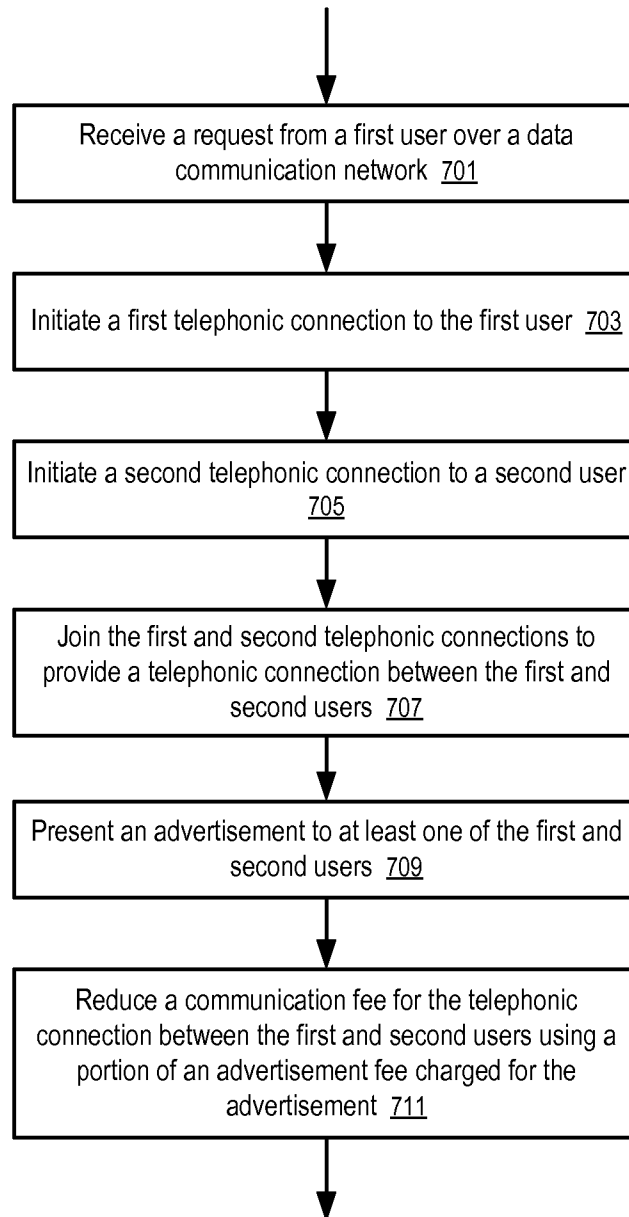 Receive a request from a first user over a data
communication network 701
Initiate a first telephonic connection to the first user 703
Initiate a second telephonic connection to a second user
705
Join the first and second telephonic connections to
provide a telephonic connection between the first and
second users 707
Present an advertisement to at least one of the first and
second users 709
Reduce a communication fee for the telephonic
connection between the first and second users using a
portion of an advertisement fee charged for the
advertisement 711